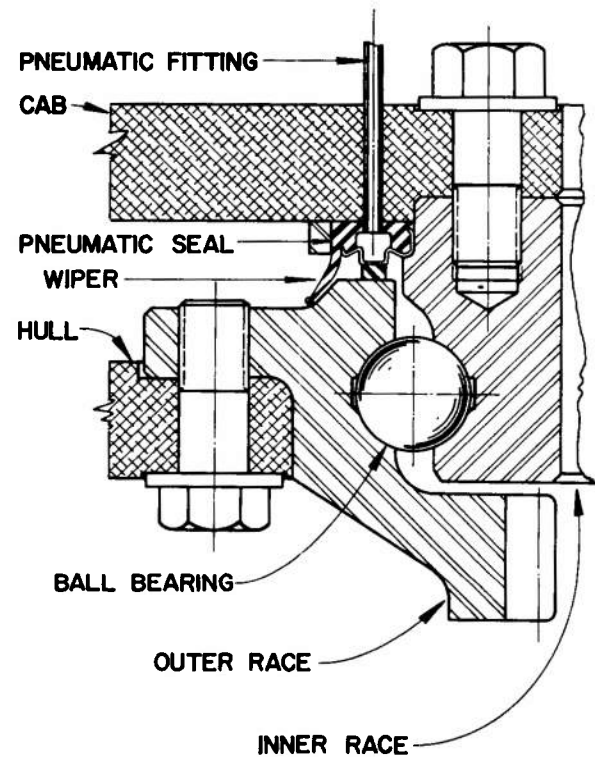 PNEUMATIC FITTING
CAB
PNEUMATIC SEAL
WIPER
HULL
BALL BEARING
OUTER RACE
INNER RACE